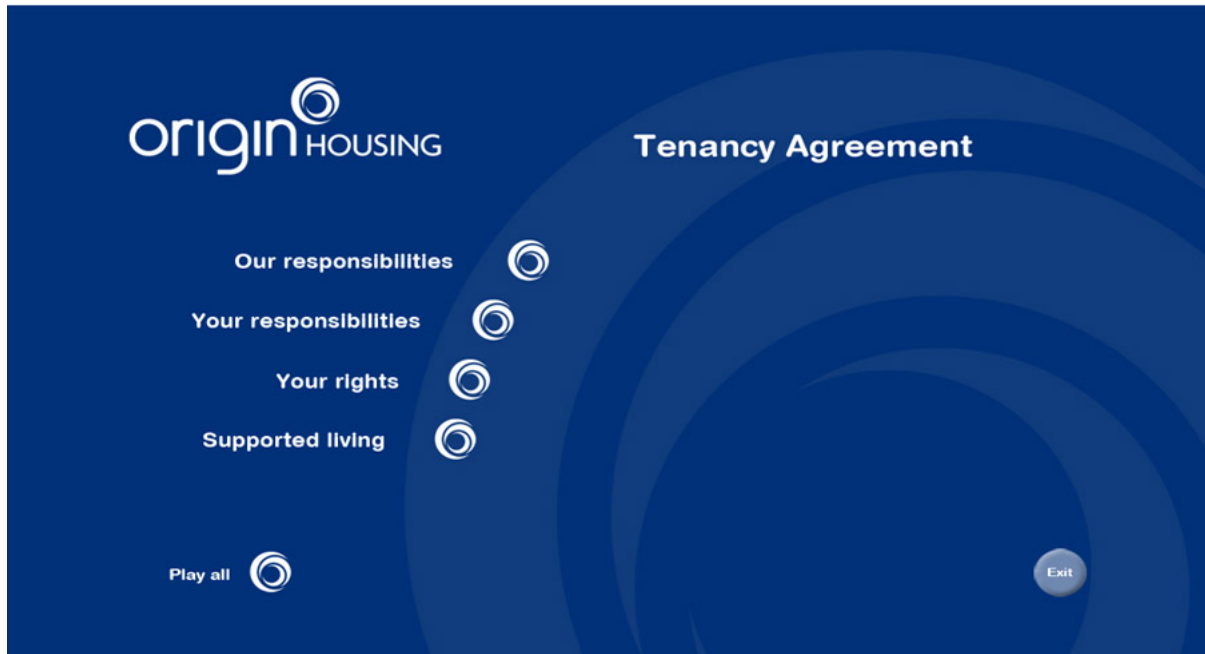 origin HOUSING
Tenancy Agreement
Our responsibilities
Your responsibilities
Your rights
Supported living
Play all
Exit